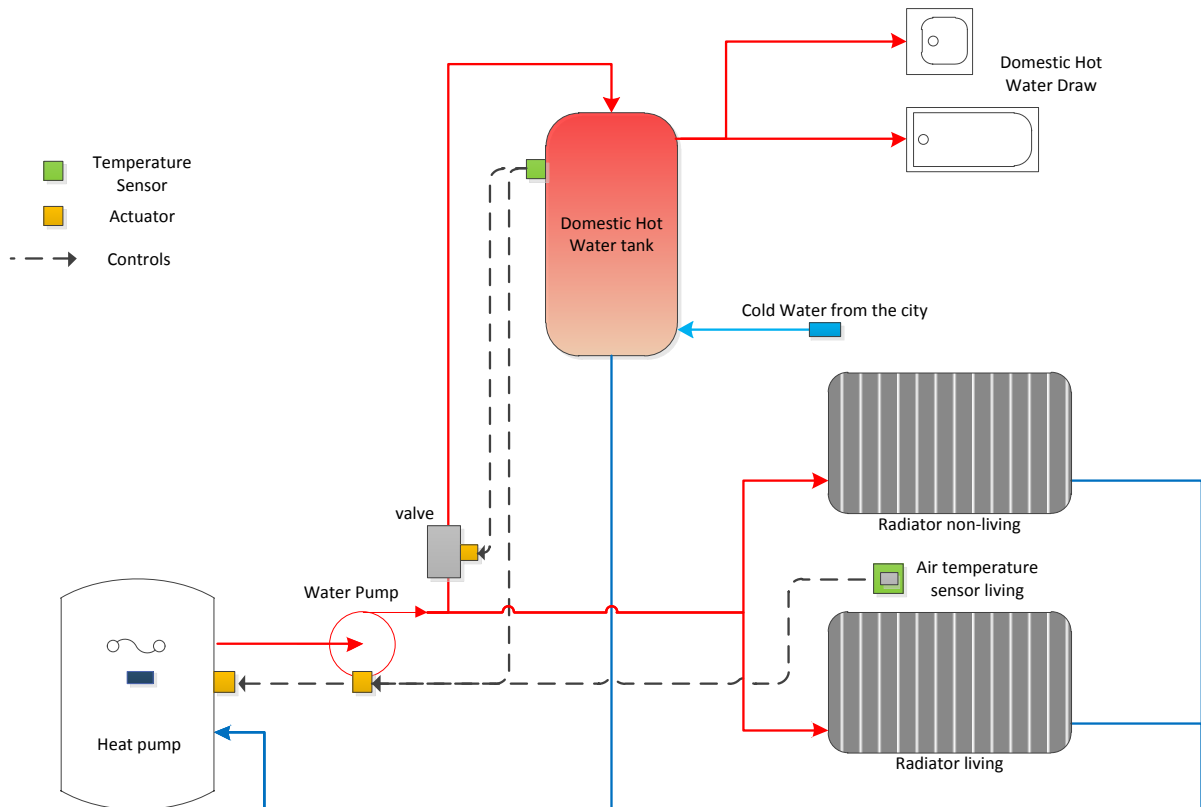 Domestic Hot
Water Draw
Temperature
Sensor
Actuator
Controls
Domestic Hot
Water tank
Cold Water from the city
valve
Radiator non-living
Air temperature
sensor living
Water Pump
Heat pump
Radiator living